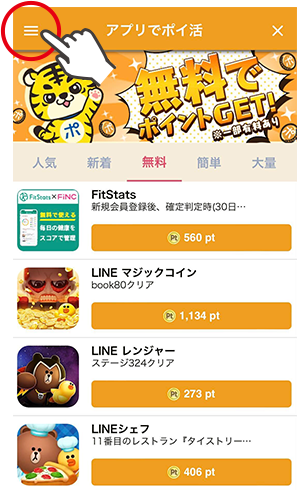 アプリでポイ活
無料で
ポイントGET!
※一部有料あり
ポ
人気 新着 無料 簡単 大量
FitStats×FiNC
無料で使える
毎日の健康を
スコアで管理
FitStats
新規会員登録後、確定判定時(30日…
Pt 560 pt
LINE マジックコイン
book80クリア
Pt 1,134 pt
LINE レンジャー
ステージ324クリア
Pt 273 pt
LINEシェフ
11番目のレストラン『タイストリー…
Pt 406 pt